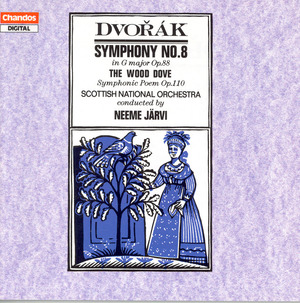 Chandos
DIGITAL
DVOŘÁK
SYMPHONY NO.8
in G major Op.88
THE WOOD DOVE
Symphonic Poem Op.110
SCOTTISH NATIONAL ORCHESTRA
conducted by
NEEME JÄRVI